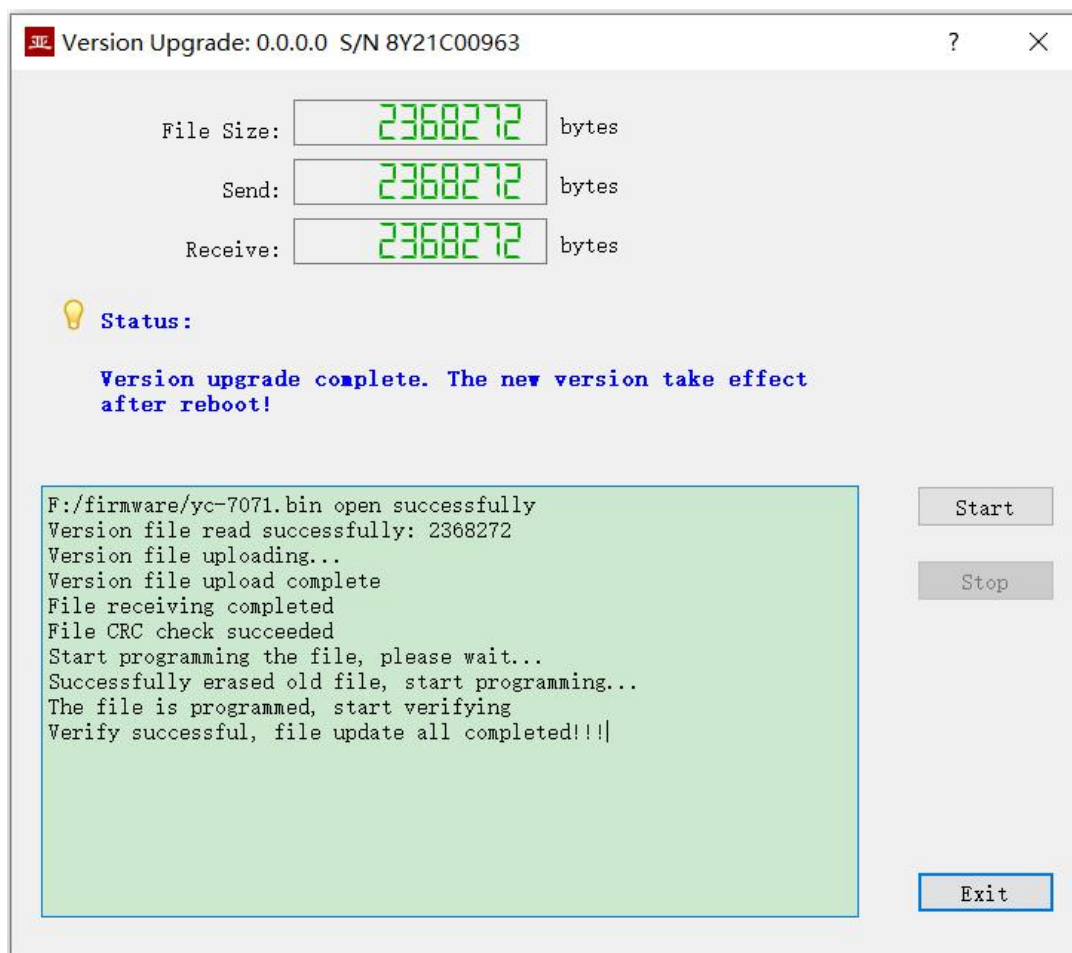 亚 Version Upgrade: 0.0.0.0 S/N 8Y21C00963 ?
File Size: 2368272 bytes
Send: 2368272 bytes
Receive: 2368272 bytes
Status:
Version upgrade complete. The new version take effect
after reboot!
F:/firmware/yc-7071.bin open successfully
Version file read successfully: 2368272
Version file uploading...
Version file upload complete
File receiving completed
File CRC check succeeded
Start programming the file, please wait...
Successfully erased old file, start programming...
The file is programmed, start verifying
Verify successful, file update all completed!!!
Start
Stop
Exit